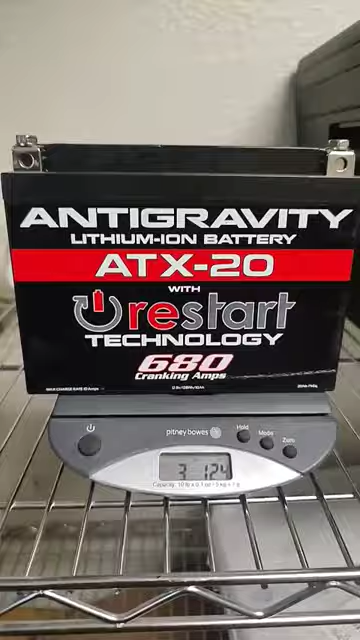 ANTIGRAVITY
LITHIUM-ION BATTERY
ATX-20
WITH
restart
TECHNOLOGY
680
Cranking Amps
pitney bowes
Hold
Mode
Zero
3 12.4